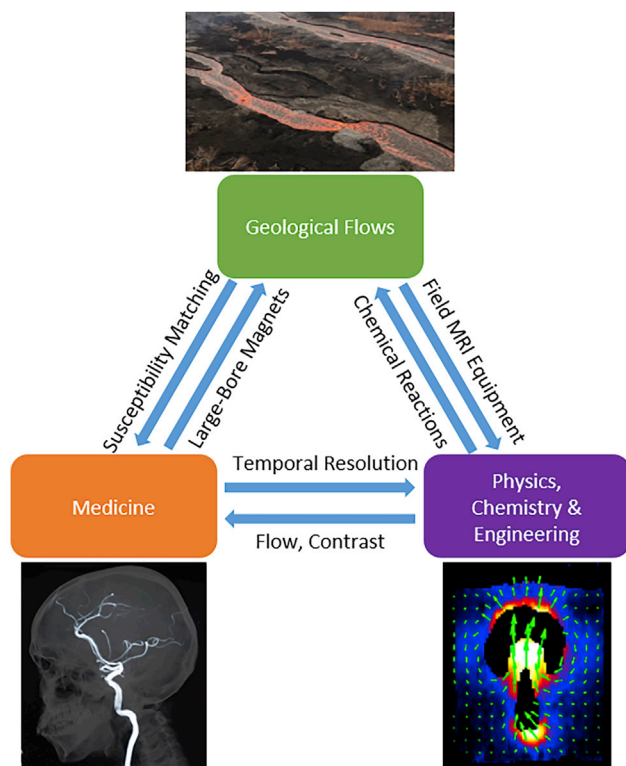 Geological Flows
Susceptibility Matching
Large-Bore Magnets
Chemical Reactions
Field MRI Equipment
Medicine
Temporal Resolution
Flow, Contrast
Physics,
Chemistry &
Engineering